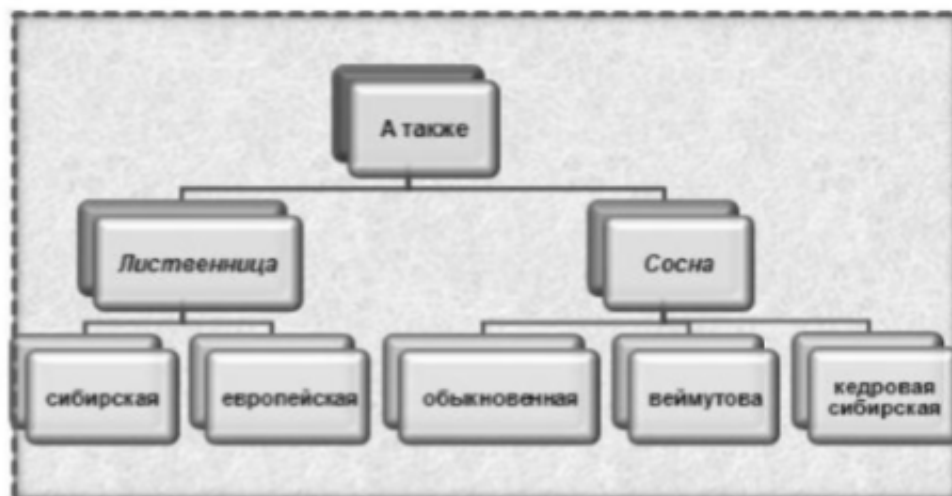 А также
Лиственница
Сосна
сибирская
европейская
обыкновенная
веймутова
кедровая
сибирская